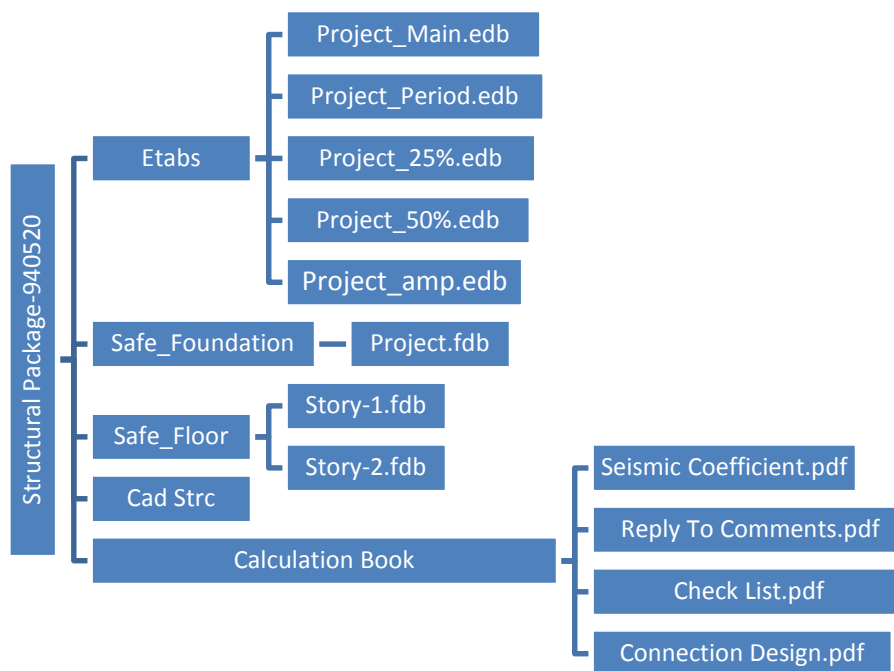 Structural Package-940520
Etabs
Project_Main.edb
Project_Period.edb
Project_25%.edb
Project_50%.edb
Project_amp.edb
Safe_Foundation
Project.fdb
Safe_Floor
Story-1.fdb
Story-2.fdb
Cad Strc
Calculation Book
Seismic Coefficient.pdf
Reply To Comments.pdf
Check List.pdf
Connection Design.pdf